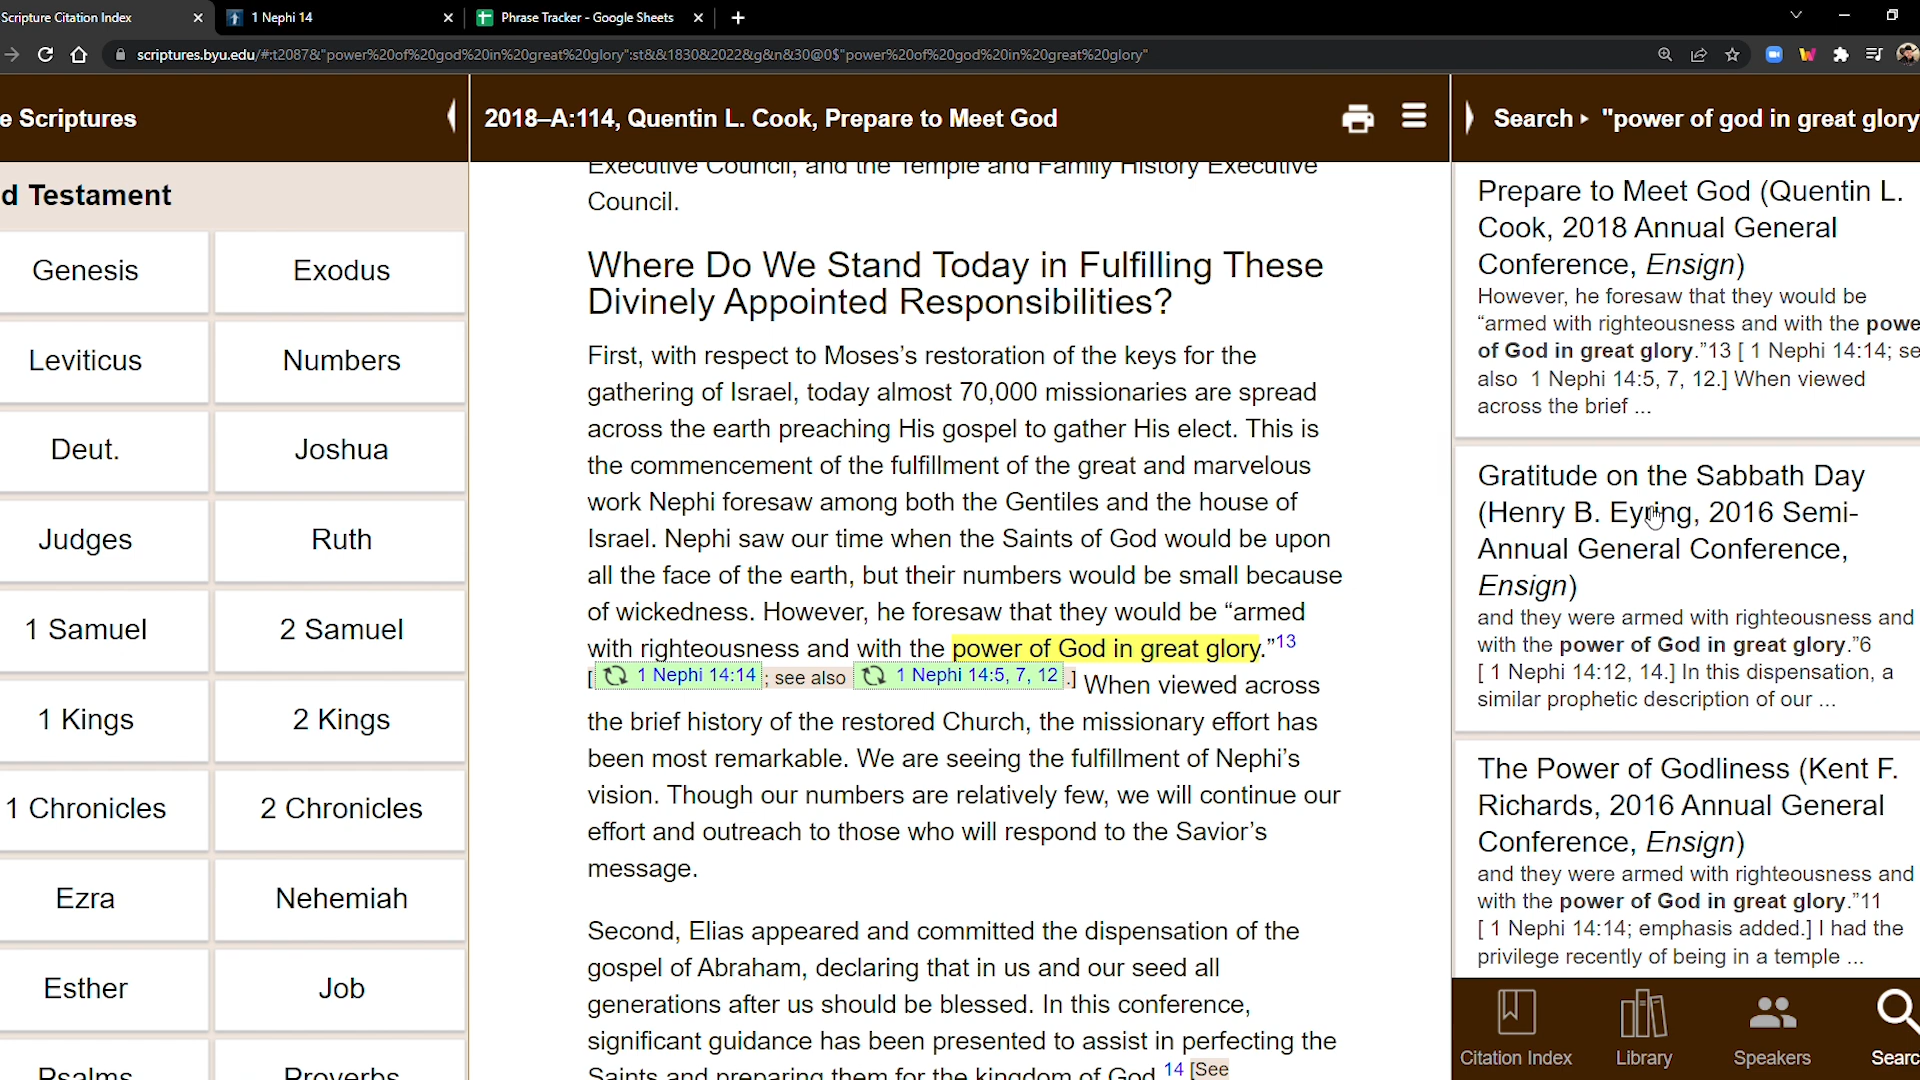 Scripture Citation Index
1 Nephi 14
Phrase Tracker - Google Sheets
scriptures.byu.edu/#:t2087&"power%20of%20god%20in%20great%20glory":st&&1830&2022&g&n&30@0$"power%20of%20god%20in%20great%20glory"
e Scriptures
2018–A:114, Quentin L. Cook, Prepare to Meet God
Search ▸ "power of god in great glory
d Testament
Genesis
Exodus
Leviticus
Numbers
Deut.
Joshua
Judges
Ruth
1 Samuel
2 Samuel
1 Kings
2 Kings
1 Chronicles
2 Chronicles
Ezra
Nehemiah
Esther
Job
Psalms
Proverbs
Executive Council, and the Temple and Family History Executive
Council.
Where Do We Stand Today in Fulfilling These
Divinely Appointed Responsibilities?
First, with respect to Moses’s restoration of the keys for the
gathering of Israel, today almost 70,000 missionaries are spread
across the earth preaching His gospel to gather His elect. This is
the commencement of the fulfillment of the great and marvelous
work Nephi foresaw among both the Gentiles and the house of
Israel. Nephi saw our time when the Saints of God would be upon
all the face of the earth, but their numbers would be small because
of wickedness. However, he foresaw that they would be “armed
with righteousness and with the power of God in great glory.”13
[ 1 Nephi 14:14 ; see also 1 Nephi 14:5, 7, 12 .] When viewed across
the brief history of the restored Church, the missionary effort has
been most remarkable. We are seeing the fulfillment of Nephi’s
vision. Though our numbers are relatively few, we will continue our
effort and outreach to those who will respond to the Savior’s
message.
Second, Elias appeared and committed the dispensation of the
gospel of Abraham, declaring that in us and our seed all
generations after us should be blessed. In this conference,
significant guidance has been presented to assist in perfecting the
Saints and preparing them for the kingdom of God. 14 [See
Prepare to Meet God (Quentin L.
Cook, 2018 Annual General
Conference, Ensign)
However, he foresaw that they would be
“armed with righteousness and with the powe
of God in great glory.”13 [ 1 Nephi 14:14; se
also 1 Nephi 14:5, 7, 12.] When viewed
across the brief ...
Gratitude on the Sabbath Day
(Henry B. Eyring, 2016 Semi-
Annual General Conference,
Ensign)
and they were armed with righteousness and
with the power of God in great glory.”6
[ 1 Nephi 14:12, 14.] In this dispensation, a
similar prophetic description of our ...
The Power of Godliness (Kent F.
Richards, 2016 Annual General
Conference, Ensign)
and they were armed with righteousness and
with the power of God in great glory.”11
[ 1 Nephi 14:14; emphasis added.] I had the
privilege recently of being in a temple ...
Citation Index
Library
Speakers
Searc